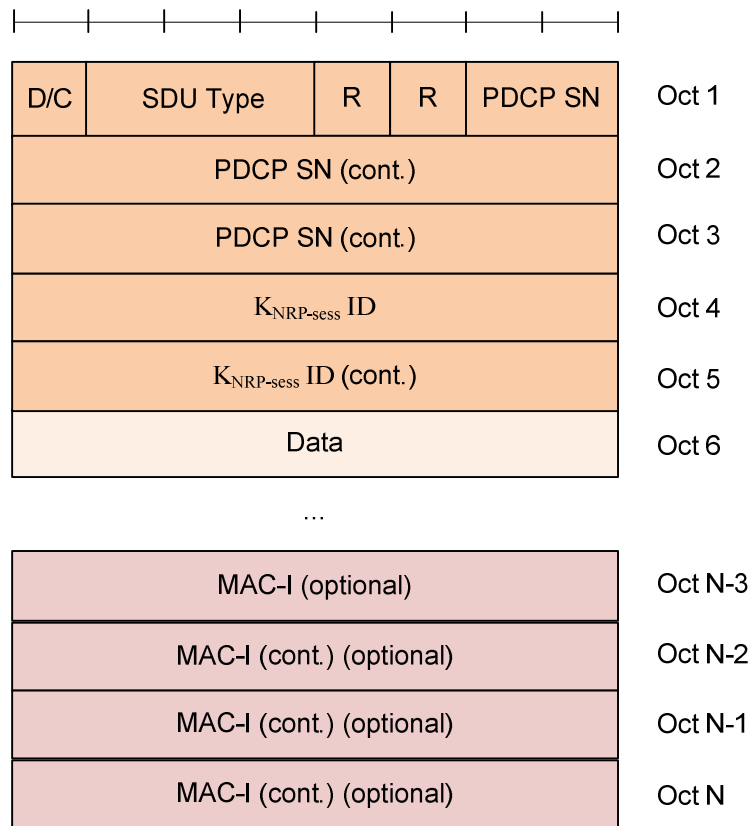 D/C SDU Type R R PDCP SN Oct 1
PDCP SN (cont.) Oct 2
PDCP SN (cont.) Oct 3
K_NRP-sess ID Oct 4
K_NRP-sess ID (cont.) Oct 5
Data Oct 6
...
MAC-I (optional) Oct N-3
MAC-I (cont.) (optional) Oct N-2
MAC-I (cont.) (optional) Oct N-1
MAC-I (cont.) (optional) Oct N